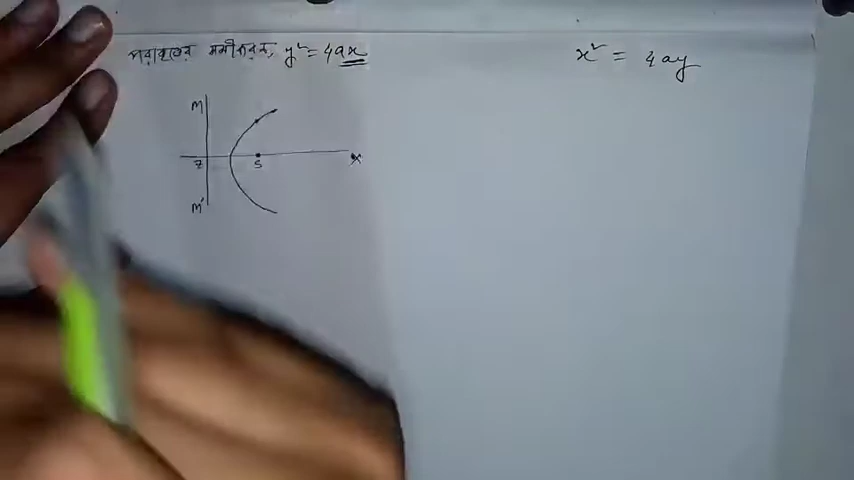 পরাবৃত্তের সমীকরণ, y² = 4ax
x² = 4ay
M
Z
S
X
M'